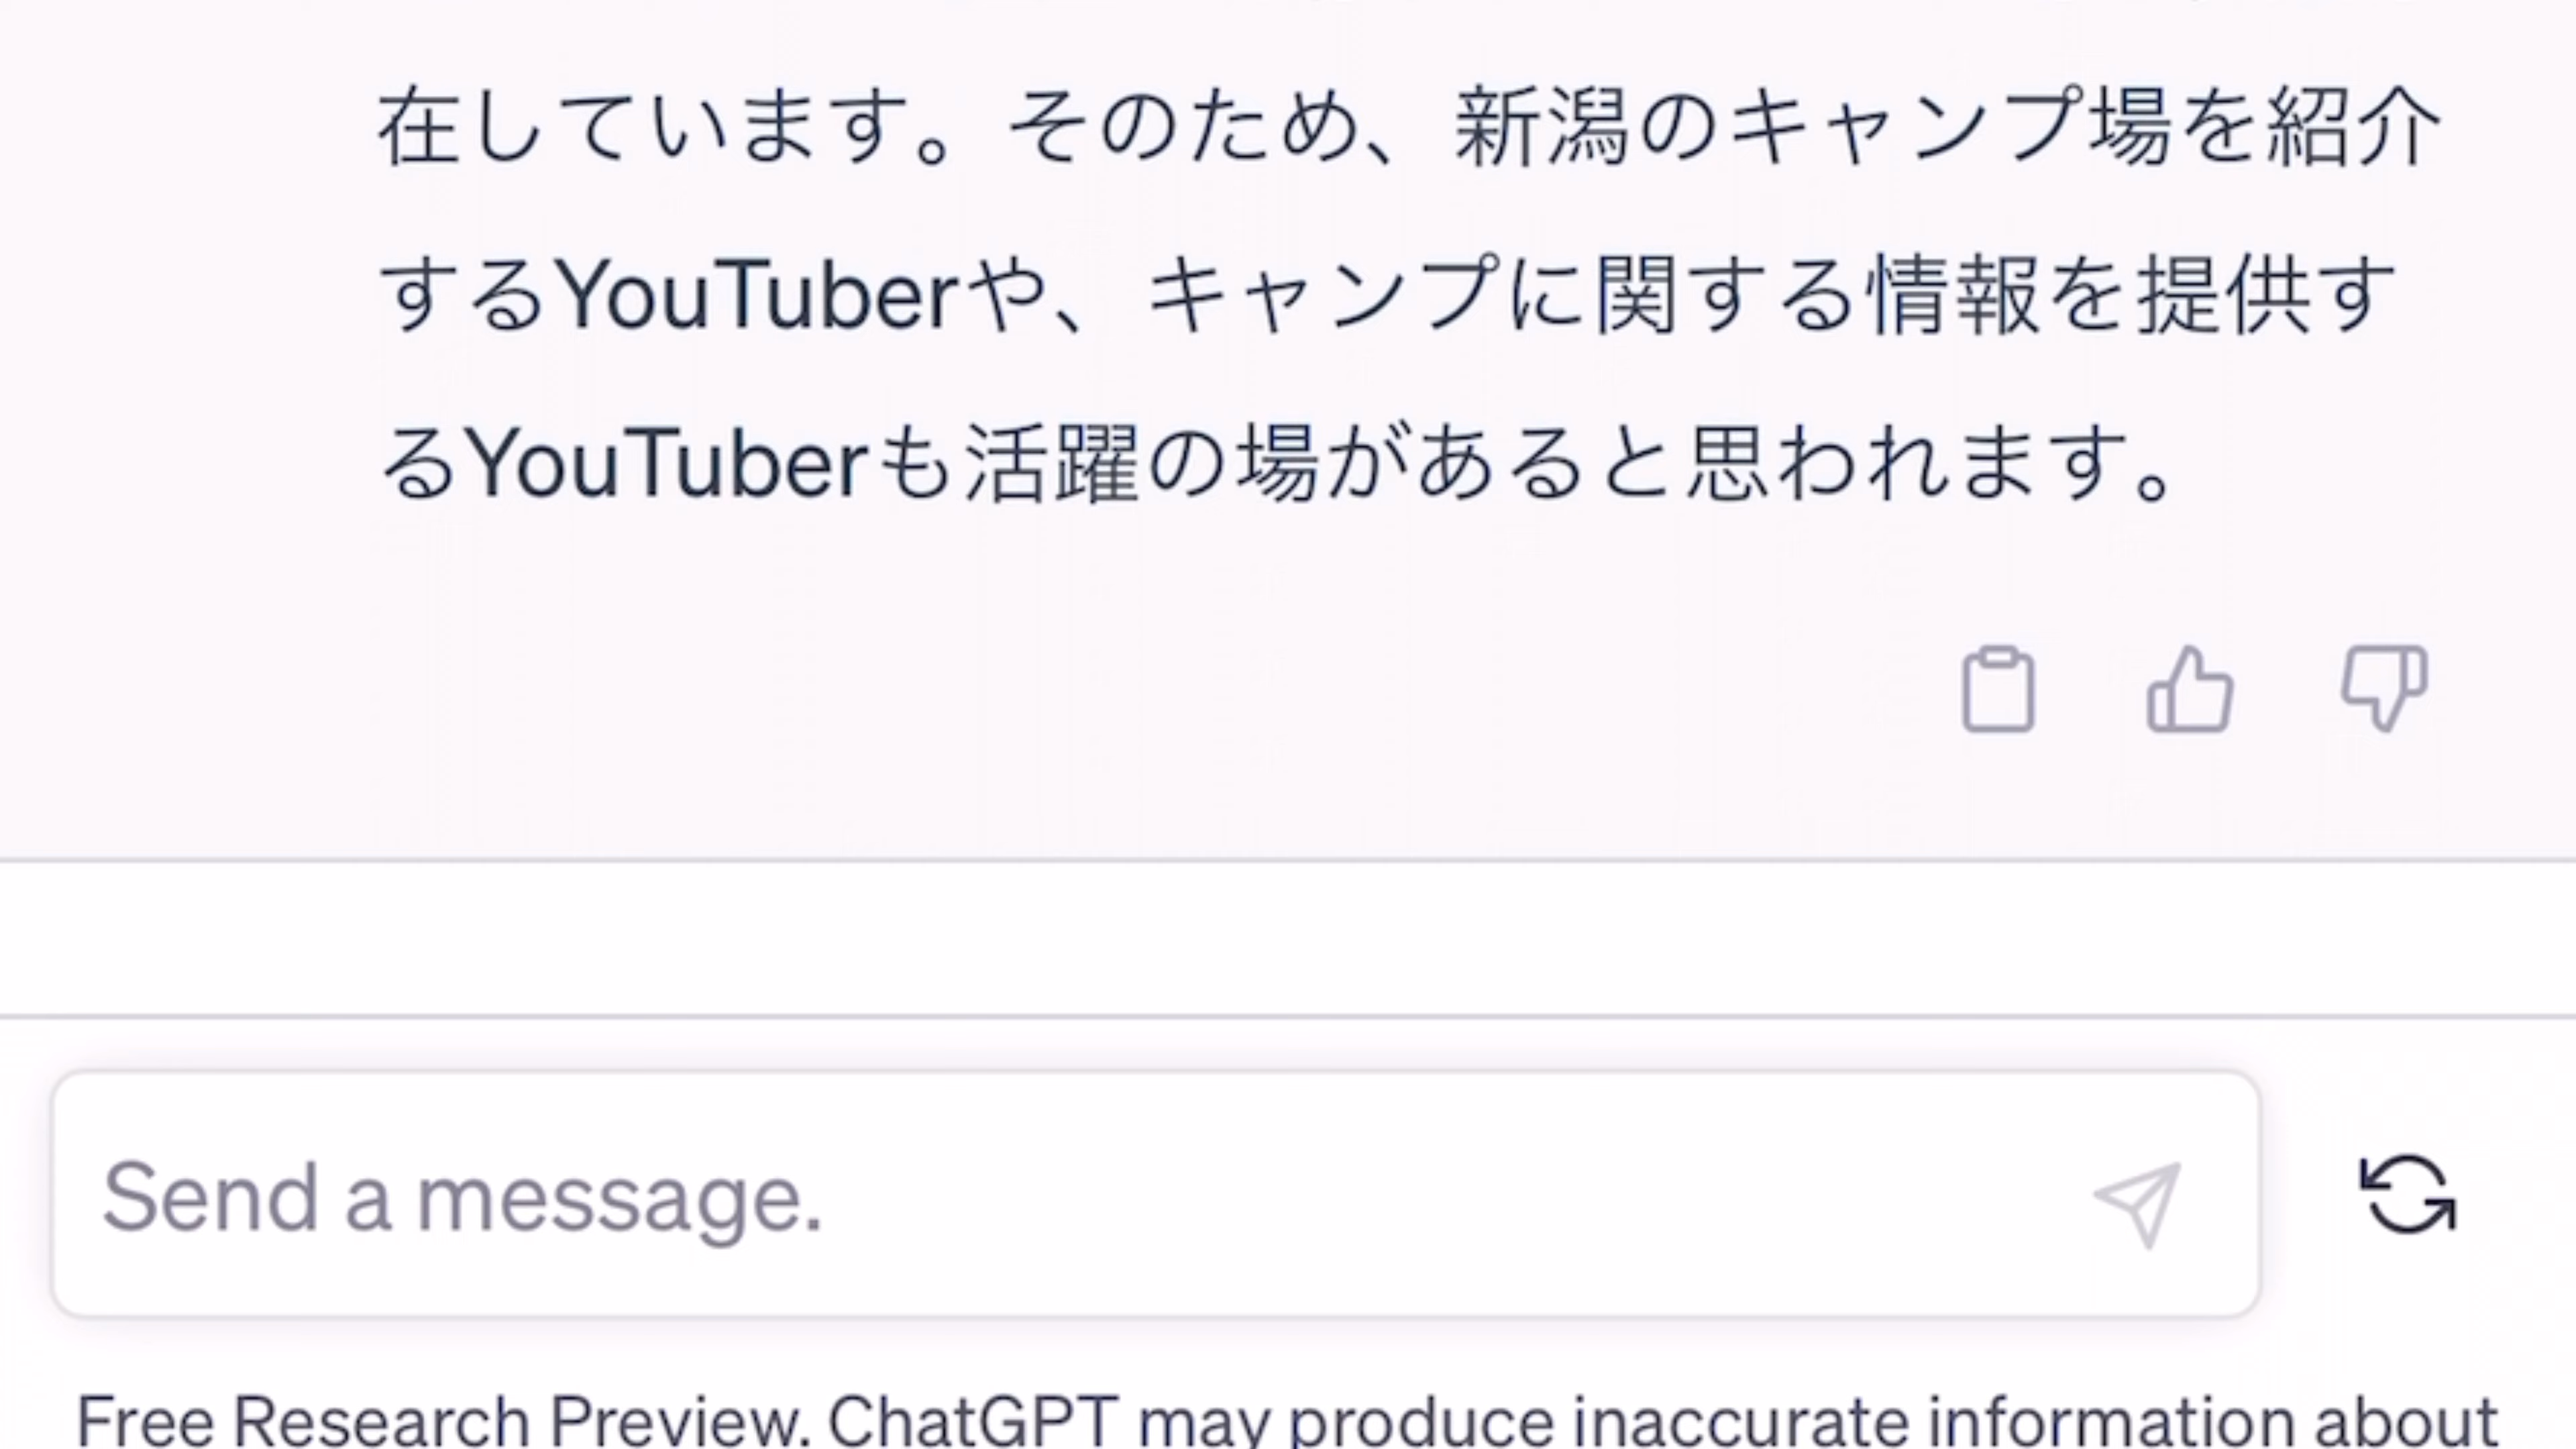 在しています。そのため、新潟のキャンプ場を紹介
するYouTuberや、キャンプに関する情報を提供す
るYouTuberも活躍の場があると思われます。
Send a message.
Free Research Preview. ChatGPT may produce inaccurate information about